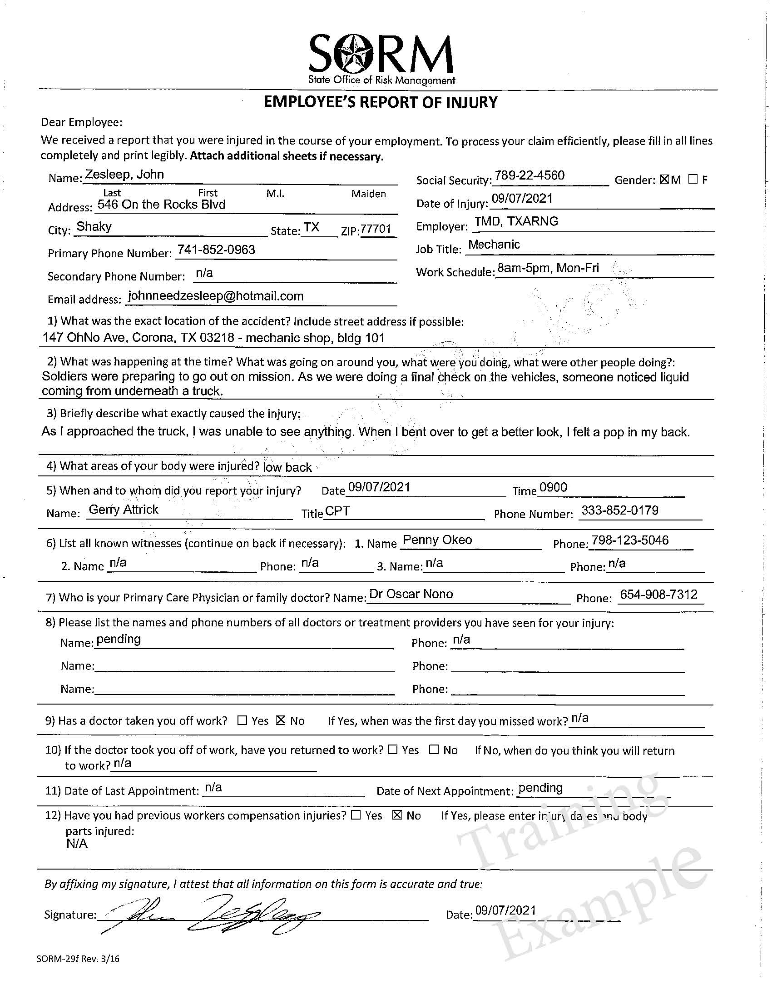 SORM
State Office of Risk Management
EMPLOYEE'S REPORT OF INJURY
Dear Employee:
We received a report that you were injured in the course of your employment. To process your claim efficiently, please fill in all lines
completely and print legibly. Attach additional sheets if necessary.
Name: Zesleep, John Social Security: 789-22-4560 Gender: ☒ M ☐ F
Last First M.I. Maiden
Address: 546 On the Rocks Blvd Date of Injury: 09/07/2021
City: Shaky State: TX ZIP: 77701 Employer: TMD, TXARNG
Primary Phone Number: 741-852-0963 Job Title: Mechanic
Secondary Phone Number: n/a Work Schedule: 8am-5pm, Mon-Fri
Email address: johnneedzesleep@hotmail.com
1) What was the exact location of the accident? Include street address if possible:
147 OhNo Ave, Corona, TX 03218 - mechanic shop, bldg 101
2) What was happening at the time? What was going on around you, what were you doing, what were other people doing?:
Soldiers were preparing to go out on mission. As we were doing a final check on the vehicles, someone noticed liquid
coming from underneath a truck.
3) Briefly describe what exactly caused the injury:
As I approached the truck, I was unable to see anything. When I bent over to get a better look, I felt a pop in my back.
4) What areas of your body were injured? low back
5) When and to whom did you report your injury? Date 09/07/2021 Time 0900
Name: Gerry Attrick Title CPT Phone Number: 333-852-0179
6) List all known witnesses (continue on back if necessary): 1. Name Penny Okeo Phone: 798-123-5046
2. Name n/a Phone: n/a 3. Name: n/a Phone: n/a
7) Who is your Primary Care Physician or family doctor? Name: Dr Oscar Nono Phone: 654-908-7312
8) Please list the names and phone numbers of all doctors or treatment providers you have seen for your injury:
Name: pending Phone: n/a
Name: Phone:
Name: Phone:
9) Has a doctor taken you off work? ☐ Yes ☒ No If Yes, when was the first day you missed work? n/a
10) If the doctor took you off of work, have you returned to work? ☐ Yes ☐ No If No, when do you think you will return
to work? n/a
11) Date of Last Appointment: n/a Date of Next Appointment: pending
12) Have you had previous workers compensation injuries? ☐ Yes ☒ No If Yes, please enter injury dates and body
parts injured:
N/A
Training
Example
By affixing my signature, I attest that all information on this form is accurate and true:
Signature: John Zesleep Date: 09/07/2021
SORM-29f Rev. 3/16